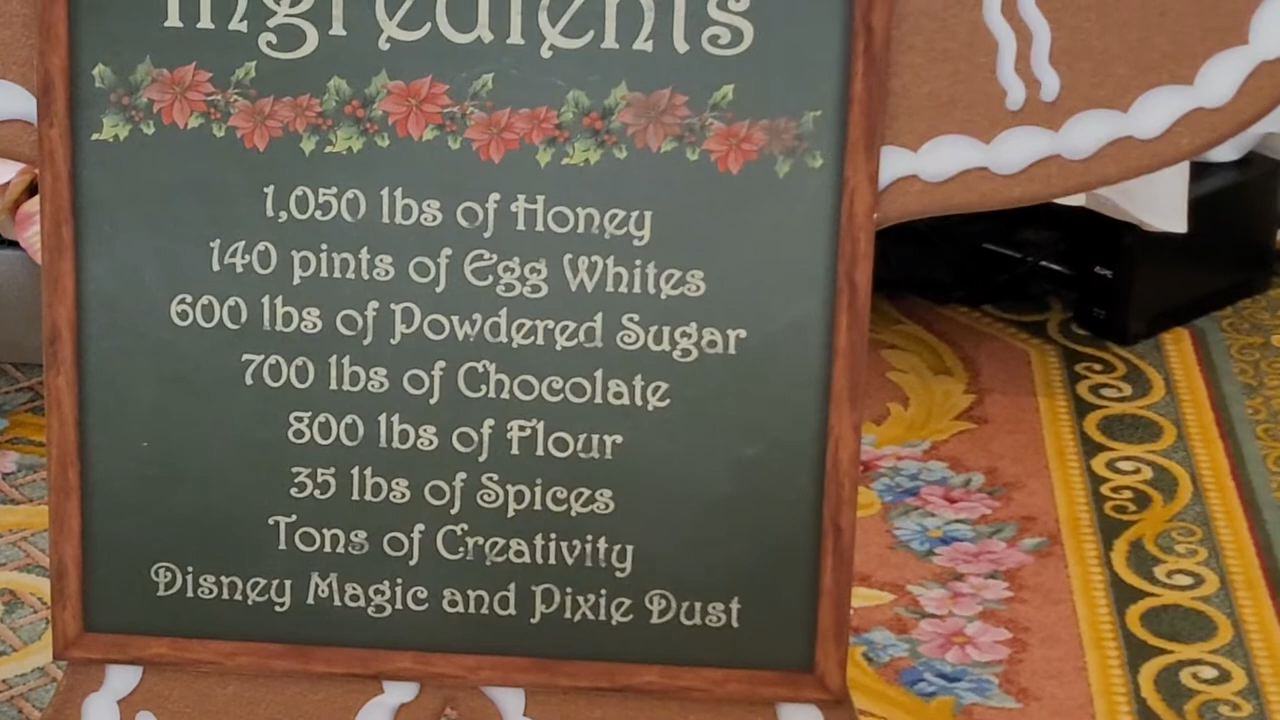 Ingredients
1,050 lbs of Honey
140 pints of Egg Whites
600 lbs of Powdered Sugar
700 lbs of Chocolate
800 lbs of Flour
35 lbs of Spices
Tons of Creativity
Disney Magic and Pixie Dust